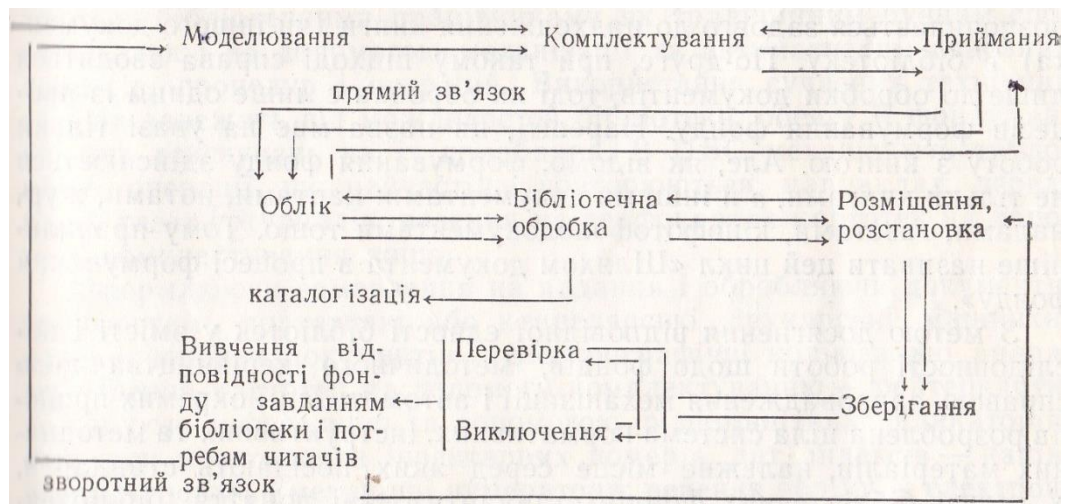 Моделювання Комплектування Приймання
прямий зв'язок
Облік Бібліотечна обробка Розміщення, розстановка
каталогізація
Вивчення від-
повідності фон-
ду завданням
бібліотеки і пот-
ребам читачів
Перевірка
Виключення
Зберігання
зворотний зв'язок